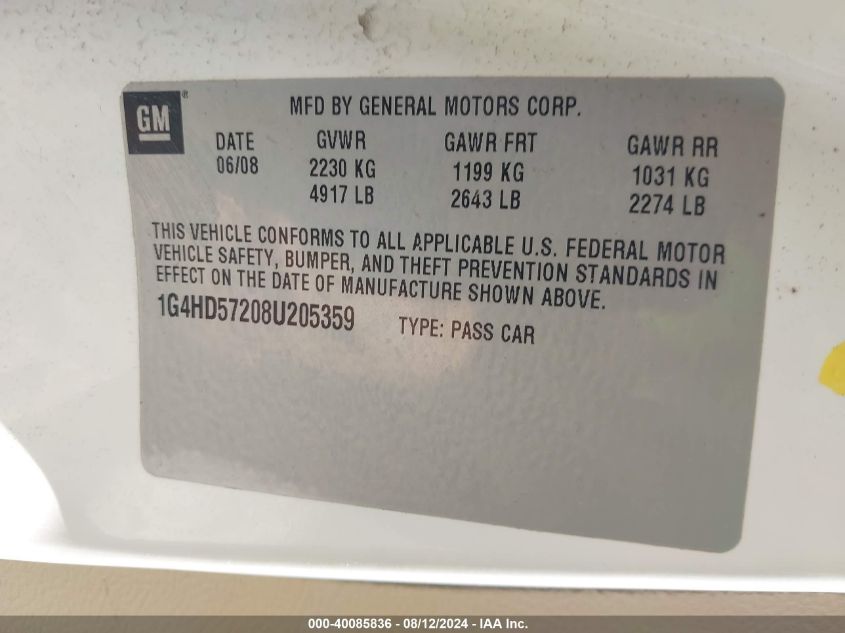 GM®
MFD BY GENERAL MOTORS CORP.
DATE GVWR GAWR FRT GAWR RR
06/08 2230 KG 1199 KG 1031 KG
4917 LB 2643 LB 2274 LB
THIS VEHICLE CONFORMS TO ALL APPLICABLE U.S. FEDERAL MOTOR
VEHICLE SAFETY, BUMPER, AND THEFT PREVENTION STANDARDS IN
EFFECT ON THE DATE OF MANUFACTURE SHOWN ABOVE.
1G4HD57208U205359 TYPE: PASS CAR
000-40085836 - 08/12/2024 - IAA Inc.